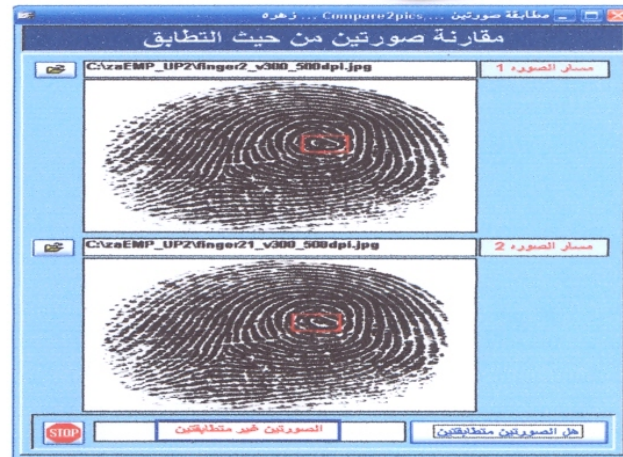 مطابقة صورتين ....Compare2pics ... زهره
مقارنة صورتين من حيث التطابق
C:\zaEMP_UP2\finger2_v300_500dpi.jpg
مسار الصوره 1
C:\zaEMP_UP2\finger21_v300_500dpi.jpg
مسار الصوره 2
STOP
الصورتين غير متطابقتين
هل الصورتين متطابقتين